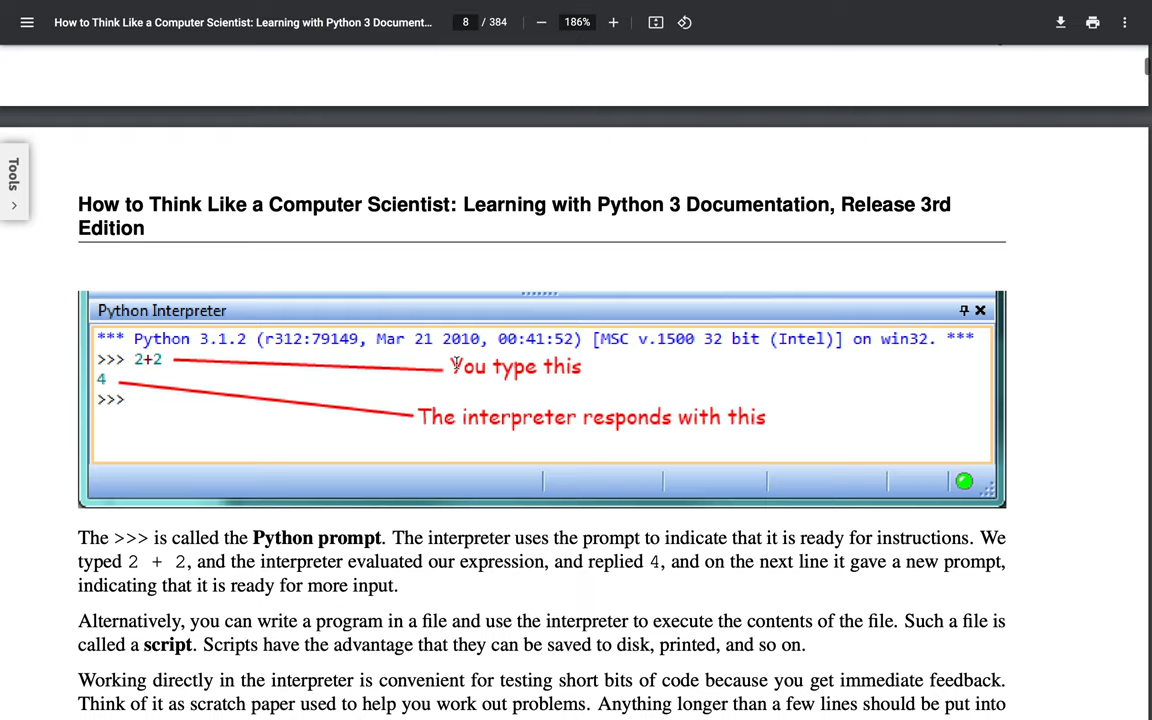 How to Think Like a Computer Scientist: Learning with Python 3 Document... 8 / 384 186%
Tools
How to Think Like a Computer Scientist: Learning with Python 3 Documentation, Release 3rd
Edition
Python Interpreter
*** Python 3.1.2 (r312:79149, Mar 21 2010, 00:41:52) [MSC v.1500 32 bit (Intel)] on win32. ***
>>> 2+2
You type this
4
>>>
The interpreter responds with this
The >>> is called the Python prompt. The interpreter uses the prompt to indicate that it is ready for instructions. We
typed 2 + 2, and the interpreter evaluated our expression, and replied 4, and on the next line it gave a new prompt,
indicating that it is ready for more input.
Alternatively, you can write a program in a file and use the interpreter to execute the contents of the file. Such a file is
called a script. Scripts have the advantage that they can be saved to disk, printed, and so on.
Working directly in the interpreter is convenient for testing short bits of code because you get immediate feedback.
Think of it as scratch paper used to help you work out problems. Anything longer than a few lines should be put into